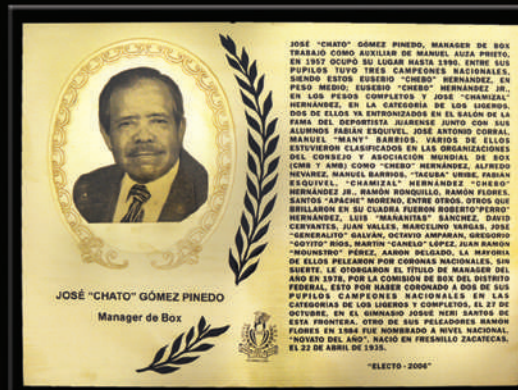 JOSÉ "CHATO" GÓMEZ PINEDO
Manager de Box
JOSÉ "CHATO" GÓMEZ PINEDO, MANAGER DE BOX
TRABAJO COMO AUXILIAR DE MANUEL AUZA PRIETO,
EN 1957 OCUPÓ SU LUGAR HASTA 1990. ENTRE SUS
PUPILOS TUVO TRES CAMPEONES NACIONALES,
SIENDO ESTOS EUSEBIO "CHEBO" HERNÁNDEZ, EN
PESO MEDIO; EUSEBIO "CHEBO" HERNÁNDEZ JR.,
EN LOS PESOS COMPLETOS Y JOSÉ "CHAMIZAL"
HERNÁNDEZ, EN LA CATEGORÍA DE LOS LIGEROS.
DOS DE ELLOS YA ENTRONIZADOS EN EL SALON DE LA
FAMA DEL DEPORTISTA JUARENSE JUNTO CON SUS
ALUMNOS FABIÁN ESQUIVEL, JOSÉ ANTONIO CORRAL,
MANUEL "MANY" BARRIOS. VARIOS DE ELLOS
ESTUVIERON CLASIFICADOS EN LAS ORGANIZACIONES
DEL CONSEJO Y ASOCIACIÓN MUNDIAL DE BOX
(CMB Y AMB) COMO "CHEBO" HERNÁNDEZ, ALFREDO
NEVAREZ, MANUEL BARRIOS, "TACUBA" URIBE, FABIAN
ESQUIVEL, "CHAMIZAL" HERNÁNDEZ "CHEBO"
HERNÁNDEZ JR., RAMÓN RONQUILLO, RAMÓN FLORES,
SANTOS "APACHE" MORENO, ENTRE OTROS. OTROS QUE
BRILLARON EN SU CUADRA FUERON ROBERTO"PERRO"
HERNÁNDEZ, LUIS "MAÑANITAS" SANCHEZ, DAVID
CERVANTES, JUAN VALLES, MARCELINO VARGAS, JOSÉ
"GENERALITO" GALVÁN, OCTAVIO AMPARAN, GREGORIO
"GOYITO" RÍOS, MARTÍN "CANELO" LÓPEZ, JUAN RAMÓN
"MOUNSTRO" PÉREZ, AARON DELGADO, LA MAYORIA
DE ELLOS PELEARON POR CORONAS NACIONALES, SIN
SUERTE. LE OTORGARON EL TÍTULO DE MANAGER DEL
AÑO EN 1978, POR LA COMISIÓN DE BOX DEL DISTRITO
FEDERAL, ESTO POR HABER CORONADO A DOS DE SUS
PUPILOS CAMPEONES NACIONALES EN LAS
CATEGORÍAS DE LOS LIGEROS Y COMPLETOS, EL 27 DE
OCTUBRE, EN EL GIMNASIO JOSUÉ NERI SANTOS DE
ESTA FRONTERA. OTRO DE SUS PELEADORES RAMÓN
FLORES EN 1984 FUE NOMBRADO A NIVEL NACIONAL,
"NOVATO DEL AÑO". NACIÓ EN FRESNILLO ZACATECAS,
EL 22 DE ABRIL DE 1935.
"ELECTO - 2006"